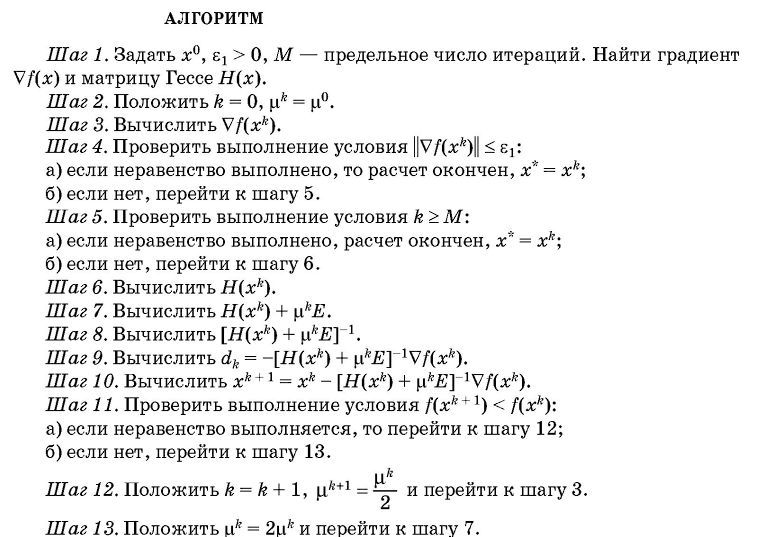 АЛГОРИТМ
Шаг 1. Задать x⁰, ε₁ > 0, M — предельное число итераций. Найти градиент
∇f(x) и матрицу Гессе H(x).
Шаг 2. Положить k = 0, μᵏ = μ⁰.
Шаг 3. Вычислить ∇f(xᵏ).
Шаг 4. Проверить выполнение условия ||∇f(xᵏ)|| ≤ ε₁:
а) если неравенство выполнено, то расчет окончен, x* = xᵏ;
б) если нет, перейти к шагу 5.
Шаг 5. Проверить выполнение условия k ≥ M:
а) если неравенство выполнено, расчет окончен, x* = xᵏ;
б) если нет, перейти к шагу 6.
Шаг 6. Вычислить H(xᵏ).
Шаг 7. Вычислить H(xᵏ) + μᵏE.
Шаг 8. Вычислить [H(xᵏ) + μᵏE]⁻¹.
Шаг 9. Вычислить dₖ = –[H(xᵏ) + μᵏE]⁻¹∇f(xᵏ).
Шаг 10. Вычислить xᵏ⁺¹ = xᵏ – [H(xᵏ) + μᵏE]⁻¹∇f(xᵏ).
Шаг 11. Проверить выполнение условия f(xᵏ⁺¹) < f(xᵏ):
а) если неравенство выполняется, то перейти к шагу 12;
б) если нет, перейти к шагу 13.
Шаг 12. Положить k = k + 1, μᵏ⁺¹ = μᵏ/2 и перейти к шагу 3.
Шаг 13. Положить μᵏ = 2μᵏ и перейти к шагу 7.